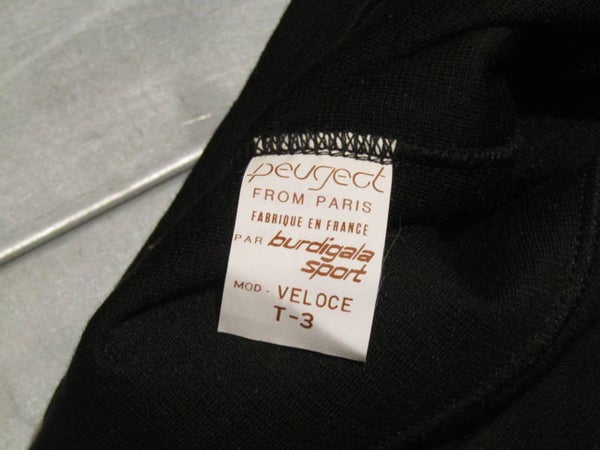 peugeot
FROM PARIS
FABRIQUE EN FRANCE
PAR burdigala
sport
MOD - VELOCE
T-3